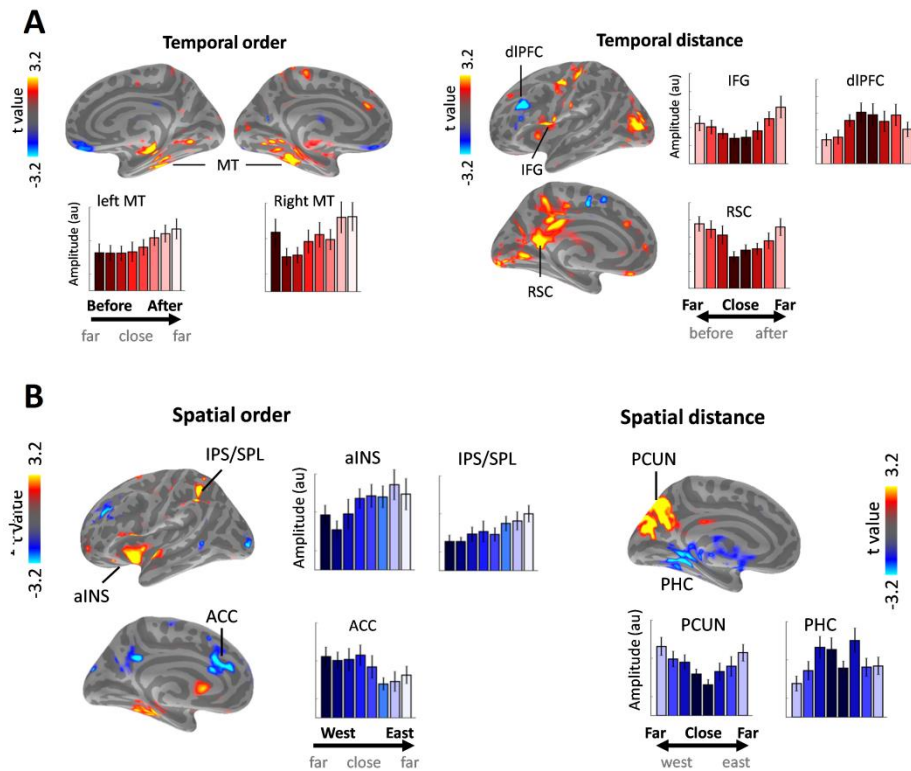 A
Temporal order
Temporal distance
3.2
t value
-3.2
MT
left MT
Right MT
Amplitude (au)
Before After
far close far
3.2
t value
-3.2
dlPFC
IFG
RSC
IFG
dlPFC
Amplitude (au)
RSC
Far Close Far
before after
B
Spatial order
Spatial distance
3.2
t value
-3.2
IPS/SPL
aINS
ACC
aINS
IPS/SPL
Amplitude (au)
ACC
West East
far close far
PCUN
PHC
3.2
t value
-3.2
PCUN
PHC
Amplitude (au)
Far Close Far
west east